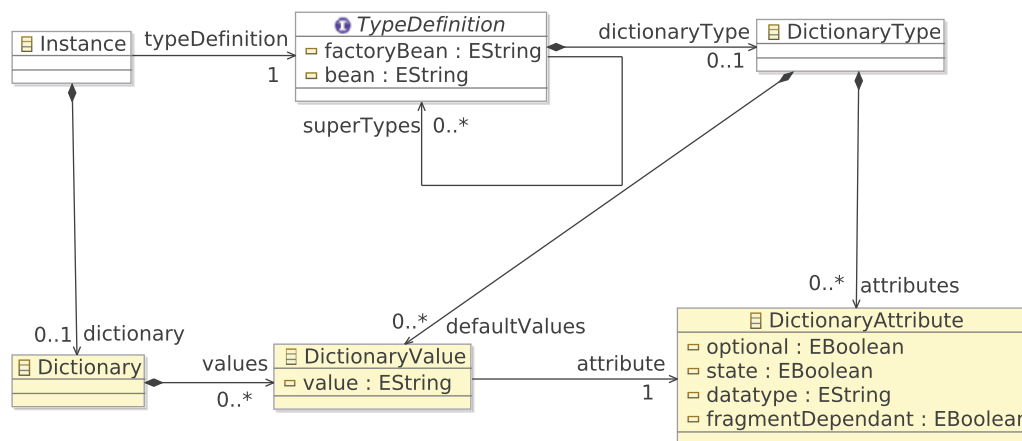 Instance
typeDefinition
1
TypeDefinition
factoryBean : EString
bean : EString
dictionaryType
0..1
DictionaryType
superTypes 0..*
0..1 dictionary
0..* defaultValues
0..* attributes
Dictionary
values
0..*
DictionaryValue
value : EString
attribute
1
DictionaryAttribute
optional : EBoolean
state : EBoolean
datatype : EString
fragmentDependant : EBoolean